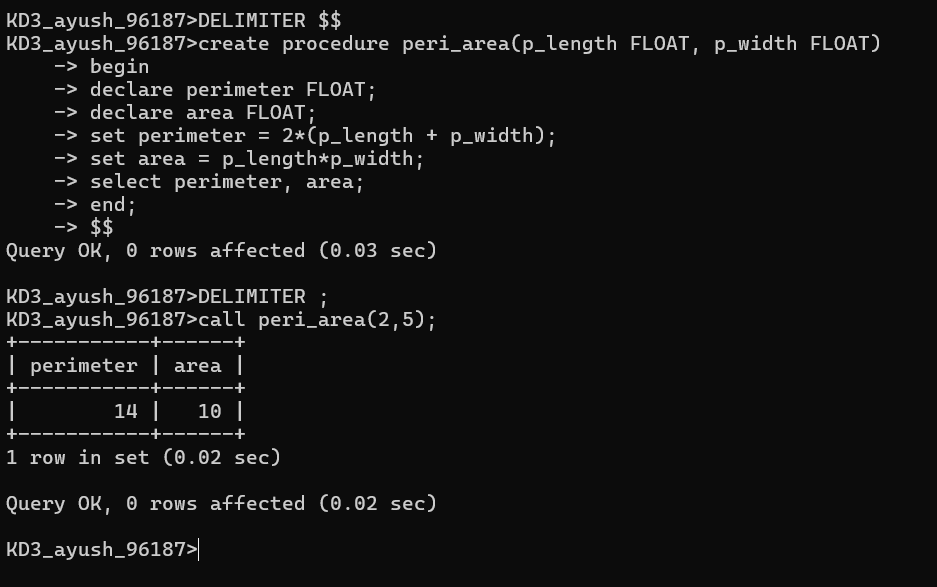 KD3_ayush_96187>DELIMITER $$
KD3_ayush_96187>create procedure peri_area(p_length FLOAT, p_width FLOAT)
    -> begin
    -> declare perimeter FLOAT;
    -> declare area FLOAT;
    -> set perimeter = 2*(p_length + p_width);
    -> set area = p_length*p_width;
    -> select perimeter, area;
    -> end;
    -> $$
Query OK, 0 rows affected (0.03 sec)

KD3_ayush_96187>DELIMITER ;
KD3_ayush_96187>call peri_area(2,5);
+-----------+------+
| perimeter | area |
+-----------+------+
|        14 |   10 |
+-----------+------+
1 row in set (0.02 sec)

Query OK, 0 rows affected (0.02 sec)

KD3_ayush_96187>